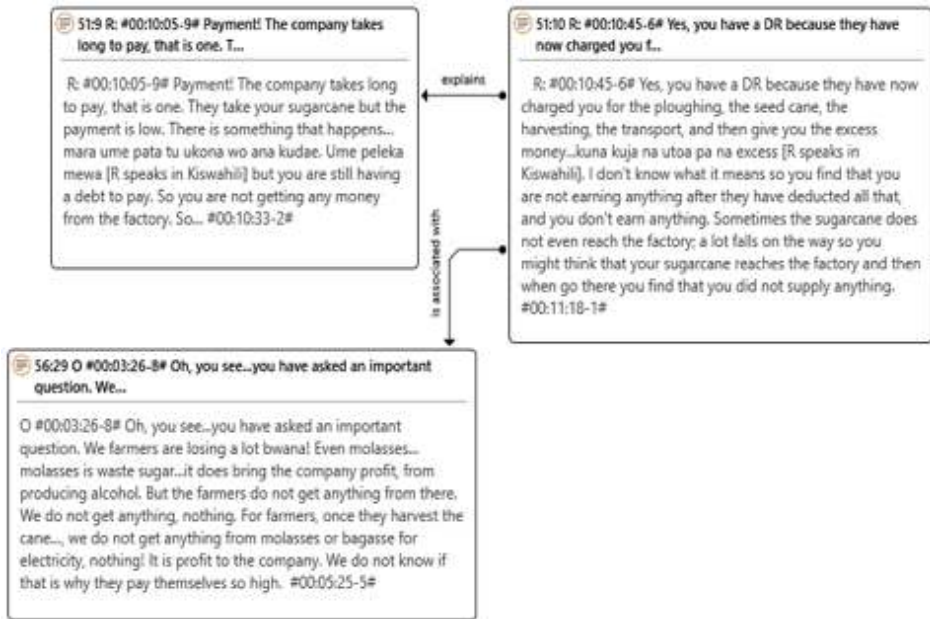 51:9 R: #00:10:05-9# Payment! The company takes
long to pay, that is one. T...
R: #00:10:05-9# Payment! The company takes long
to pay, that is one. They take your sugarcane but the
payment is low. There is something that happens...
mara ume pata tu ukona wo ana kudae. Ume peleka
mewa [R speaks in Kiswahili] but you are still having
a debt to pay. So you are not getting any money
from the factory. So... #00:10:33-2#
explains
51:10 R: #00:10:45-6# Yes, you have a DR because they have
now charged you f...
R: #00:10:45-6# Yes, you have a DR because they have now
charged you for the ploughing, the seed cane, the
harvesting, the transport, and then give you the excess
money...kuna kuja na utoa pa na excess [R speaks in
Kiswahili]. I don't know what it means so you find that you
are not earning anything after they have deducted all that,
and you don't earn anything. Sometimes the sugarcane does
not even reach the factory; a lot falls on the way so you
might think that your sugarcane reaches the factory and then
when go there you find that you did not supply anything.
#00:11:18-1#
is associated with
56:29 O #00:03:26-8# Oh, you see...you have asked an important
question. We...
O #00:03:26-8# Oh, you see...you have asked an important
question. We farmers are losing a lot bwana! Even molasses...
molasses is waste sugar...it does bring the company profit, from
producing alcohol. But the farmers do not get anything from there.
We do not get anything, nothing. For farmers, once they harvest the
cane..., we do not get anything from molasses or bagasse for
electricity, nothing! It is profit to the company. We do not know if
that is why they pay themselves so high. #00:05:25-5#